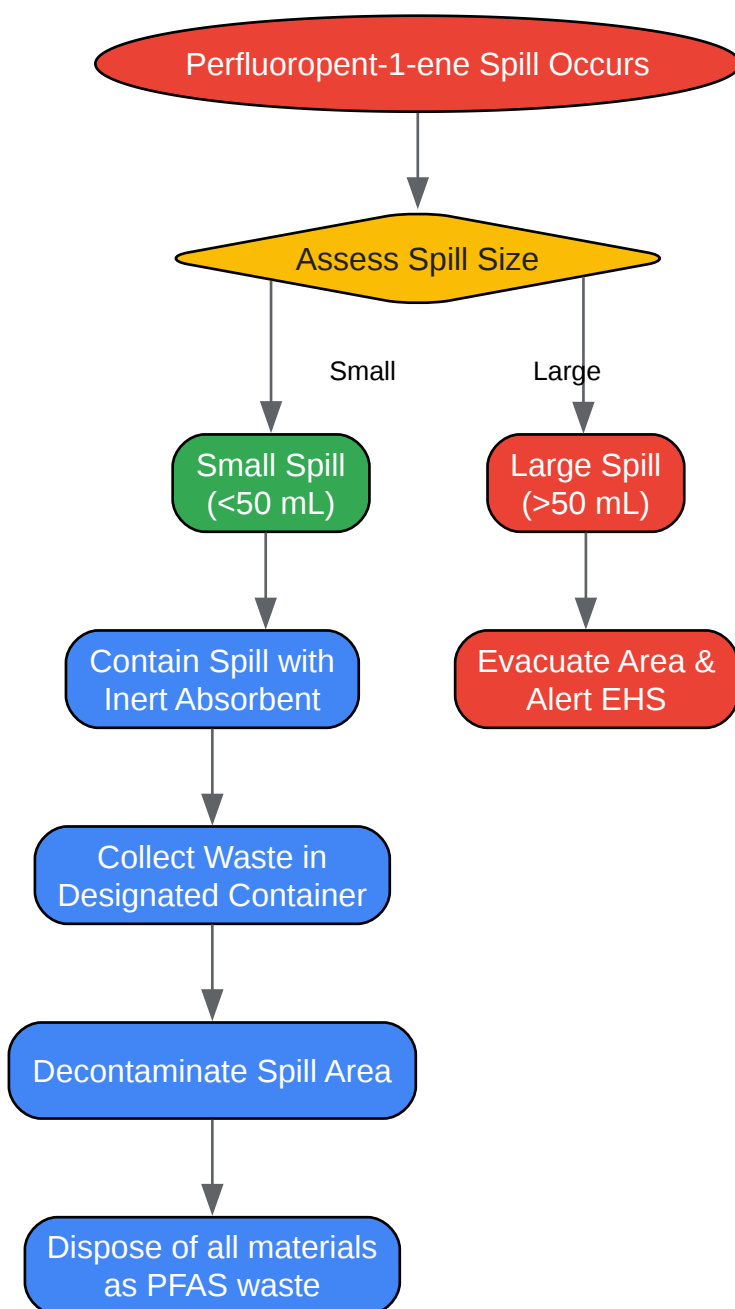 Perfluoropent-1-ene Spill Occurs
Assess Spill Size
Small
Large
Small Spill
(<50 mL)
Large Spill
(>50 mL)
Contain Spill with
Inert Absorbent
Evacuate Area &
Alert EHS
Collect Waste in
Designated Container
Decontaminate Spill Area
Dispose of all materials
as PFAS waste